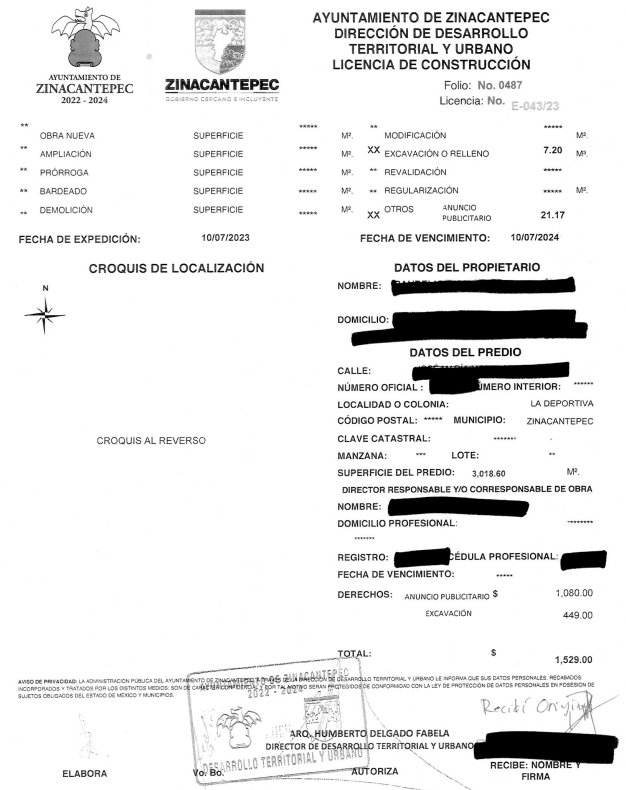 AYUNTAMIENTO DE
ZINACANTEPEC
2022 - 2024
ZINACANTEPEC
GOBIERNO CERCANO E INCLUYENTE
AYUNTAMIENTO DE ZINACANTEPEC
DIRECCIÓN DE DESARROLLO
TERRITORIAL Y URBANO
LICENCIA DE CONSTRUCCIÓN
Folio: No. 0487
Licencia: No. E-043/23
** OBRA NUEVA SUPERFICIE ***** M². ** MODIFICACIÓN ***** M².
** AMPLIACIÓN SUPERFICIE ***** M². XX EXCAVACIÓN O RELLENO 7.20 M³.
** PRÓRROGA SUPERFICIE ***** M². ** REVALIDACIÓN *****
** BARDEADO SUPERFICIE ***** M². ** REGULARIZACIÓN ***** M².
** DEMOLICIÓN SUPERFICIE ***** M². XX OTROS ANUNCIO PUBLICITARIO 21.17
FECHA DE EXPEDICIÓN: 10/07/2023 FECHA DE VENCIMIENTO: 10/07/2024
CROQUIS DE LOCALIZACIÓN
N
CROQUIS AL REVERSO
DATOS DEL PROPIETARIO
NOMBRE:
DOMICILIO:
DATOS DEL PREDIO
CALLE:
NÚMERO OFICIAL : NÚMERO INTERIOR: ******
LOCALIDAD O COLONIA: LA DEPORTIVA
CÓDIGO POSTAL: ***** MUNICIPIO: ZINACANTEPEC
CLAVE CATASTRAL: ****** -
MANZANA: *** LOTE: **
SUPERFICIE DEL PREDIO: 3,018.60 M².
DIRECTOR RESPONSABLE Y/O CORRESPONSABLE DE OBRA
NOMBRE:
DOMICILIO PROFESIONAL: *******
*******
REGISTRO: CÉDULA PROFESIONAL:
FECHA DE VENCIMIENTO: *****
DERECHOS: ANUNCIO PUBLICITARIO $ 1,080.00
EXCAVACIÓN 449.00
TOTAL: $ 1,529.00
AVISO DE PRIVACIDAD: LA ADMINISTRACIÓN PÚBLICA DEL AYUNTAMIENTO DE ZINACANTEPEC A TRAVÉS DE LA DIRECCIÓN DE DESARROLLO TERRITORIAL Y URBANO LE INFORMA QUE SUS DATOS PERSONALES, RECABADOS,
INCORPORADOS Y TRATADOS POR LOS DISTINTOS MEDIOS; SON DE CARÁCTER CONFIDENCIAL Y POR TAL MOTIVO SERÁN PROTEGIDOS DE CONFORMIDAD CON LA LEY DE PROTECCIÓN DE DATOS PERSONALES EN POSESIÓN DE
SUJETOS OBLIGADOS DEL ESTADO DE MÉXICO Y MUNICIPIOS.
AYUNTAMIENTO DE ZINACANTEPEC
2022 - 2024
DESARROLLO TERRITORIAL Y URBANO
Recibí Original
ARQ. HUMBERTO DELGADO FABELA
DIRECTOR DE DESARROLLO TERRITORIAL Y URBANO
ELABORA
Vo. Bo.
AUTORIZA
RECIBE: NOMBRE Y
FIRMA